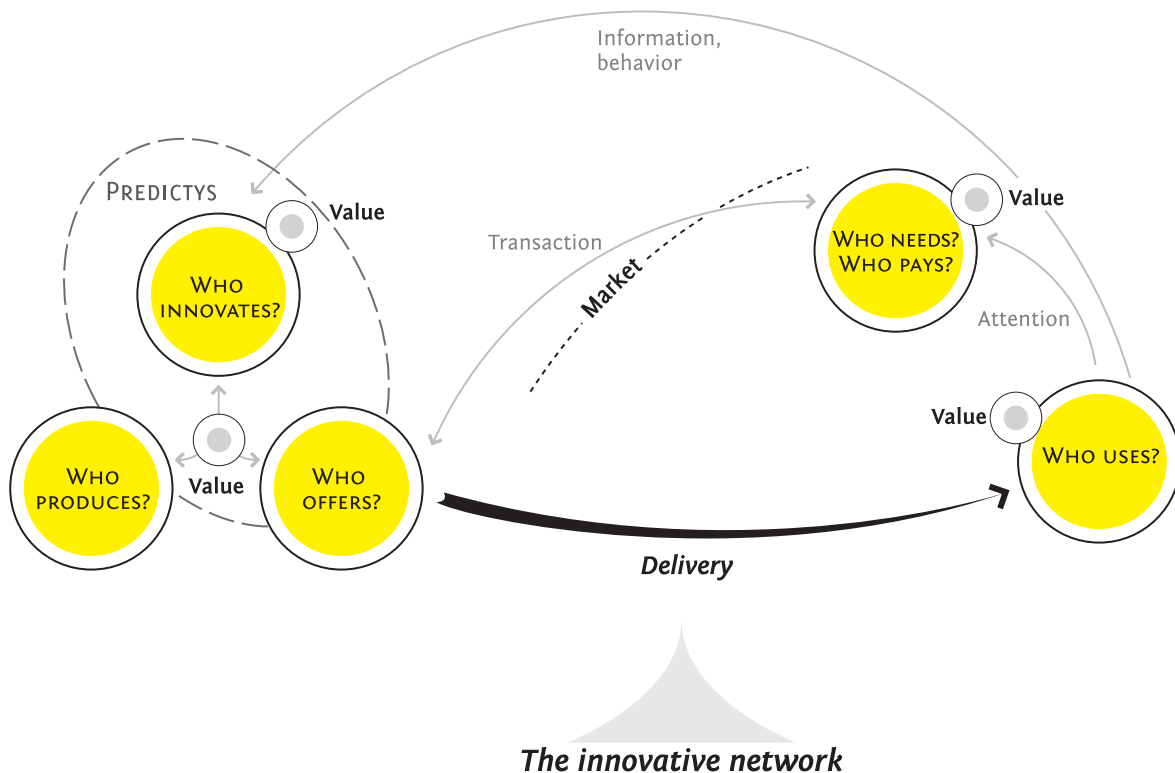 Information,
behavior
PREDICTYS
Value
WHO
INNOVATES?
Transaction
Market
WHO NEEDS?
WHO PAYS?
Value
Attention
WHO
PRODUCES?
Value
WHO
OFFERS?
Value
WHO USES?
Delivery
The innovative network